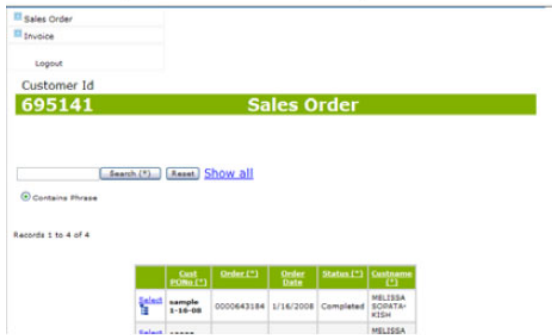 Sales Order
Invoice
Logout
Customer Id
695141 Sales Order
Search (*) Reset Show all
Contains Phrase
Records 1 to 4 of 4
Cust PONo (*) Order (*) Order Date Status (*) Custname (*)
Select sample 1-16-08 0000643184 1/16/2008 Completed MELISSA SOPATA-KISH
Select MELISSA